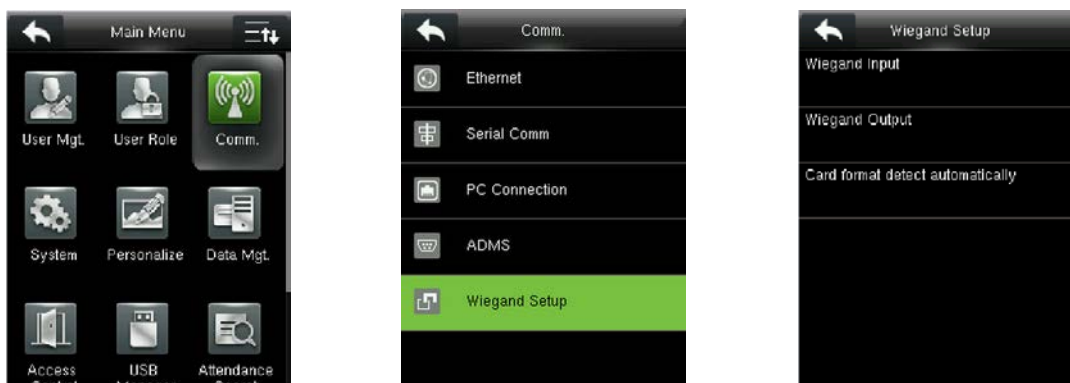 Main Menu
User Mgt.
User Role
Comm.
System
Personalize
Data Mgt.
Access
USB
Attendance
Comm.
Ethernet
Serial Comm
PC Connection
ADMS
Wiegand Setup
Wiegand Setup
Wiegand Input
Wiegand Output
Card format detect automatically